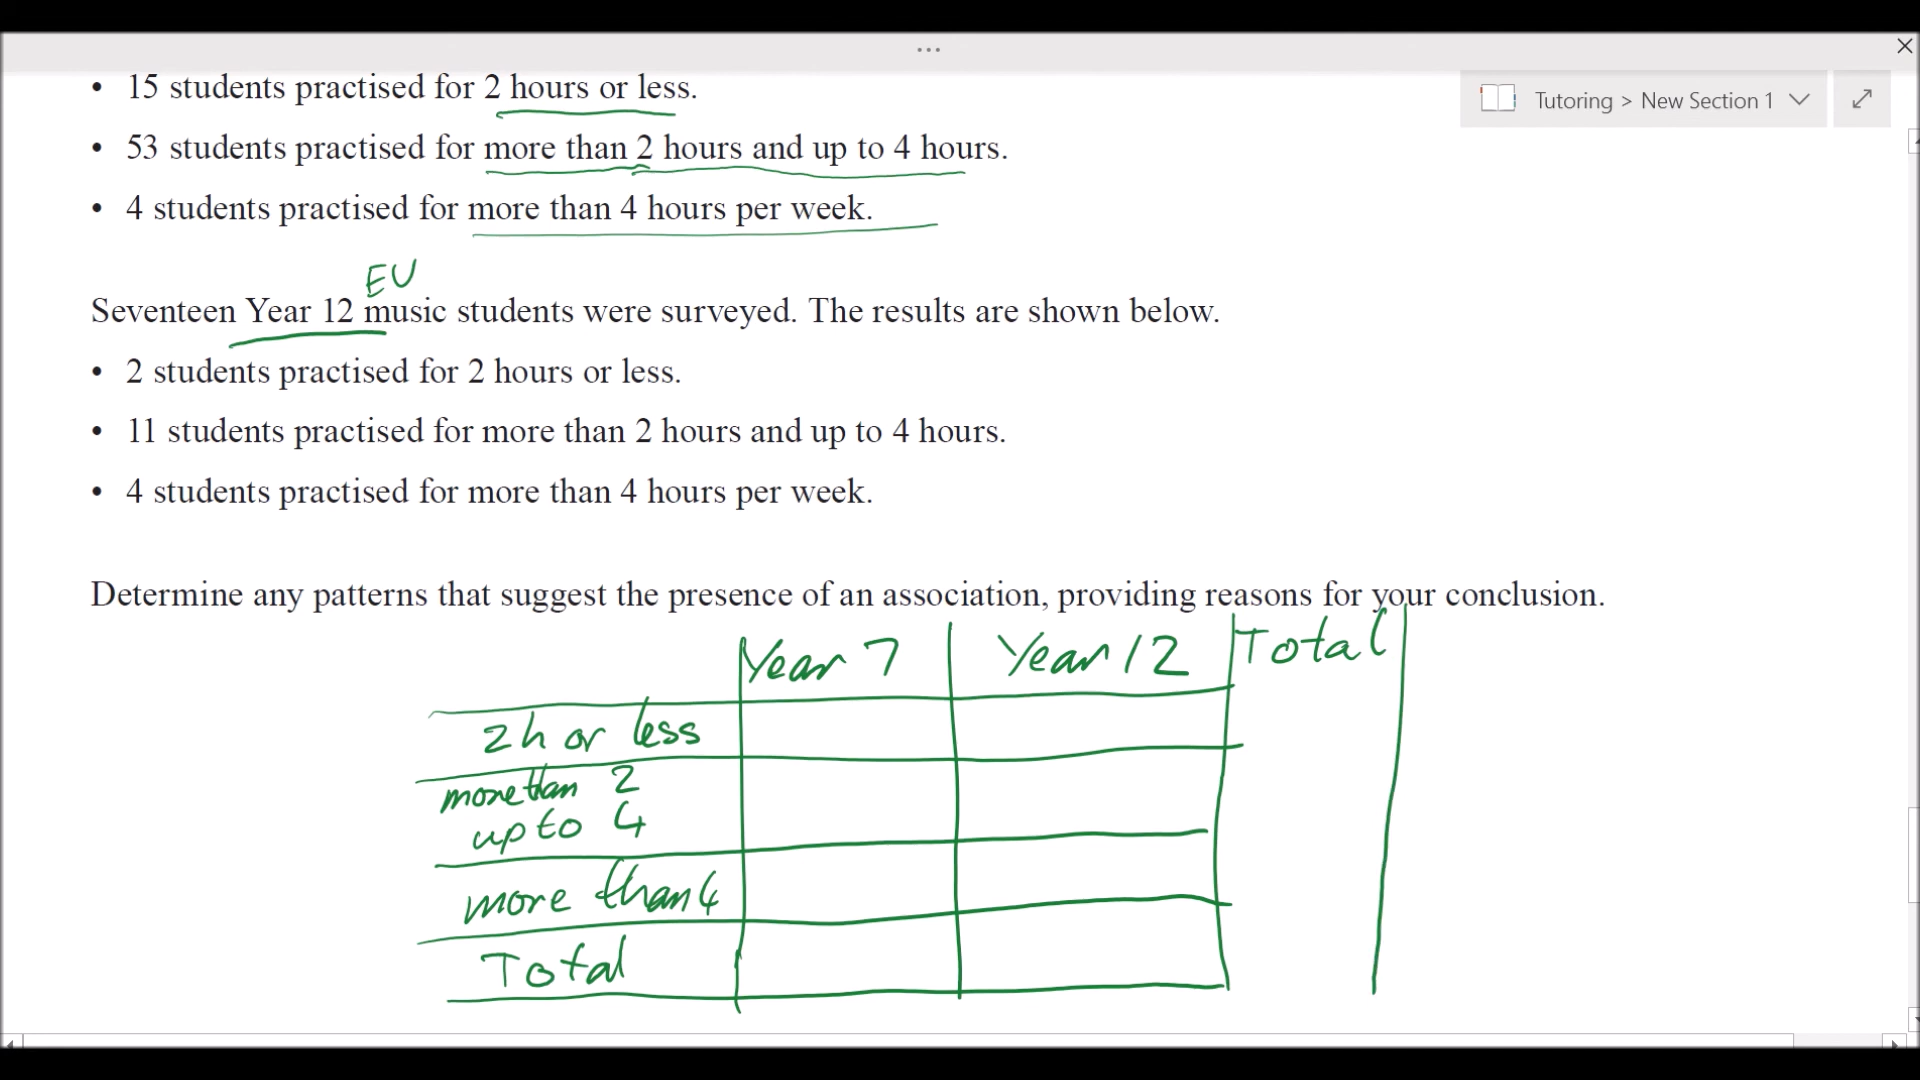 ...
Tutoring > New Section 1
• 15 students practised for 2 hours or less.
• 53 students practised for more than 2 hours and up to 4 hours.
• 4 students practised for more than 4 hours per week.
EV
Seventeen Year 12 music students were surveyed. The results are shown below.
• 2 students practised for 2 hours or less.
• 11 students practised for more than 2 hours and up to 4 hours.
• 4 students practised for more than 4 hours per week.
Determine any patterns that suggest the presence of an association, providing reasons for your conclusion.
Year 7 Year 12 Total
2h or less
more than 2
up to 4
more than 4
Total